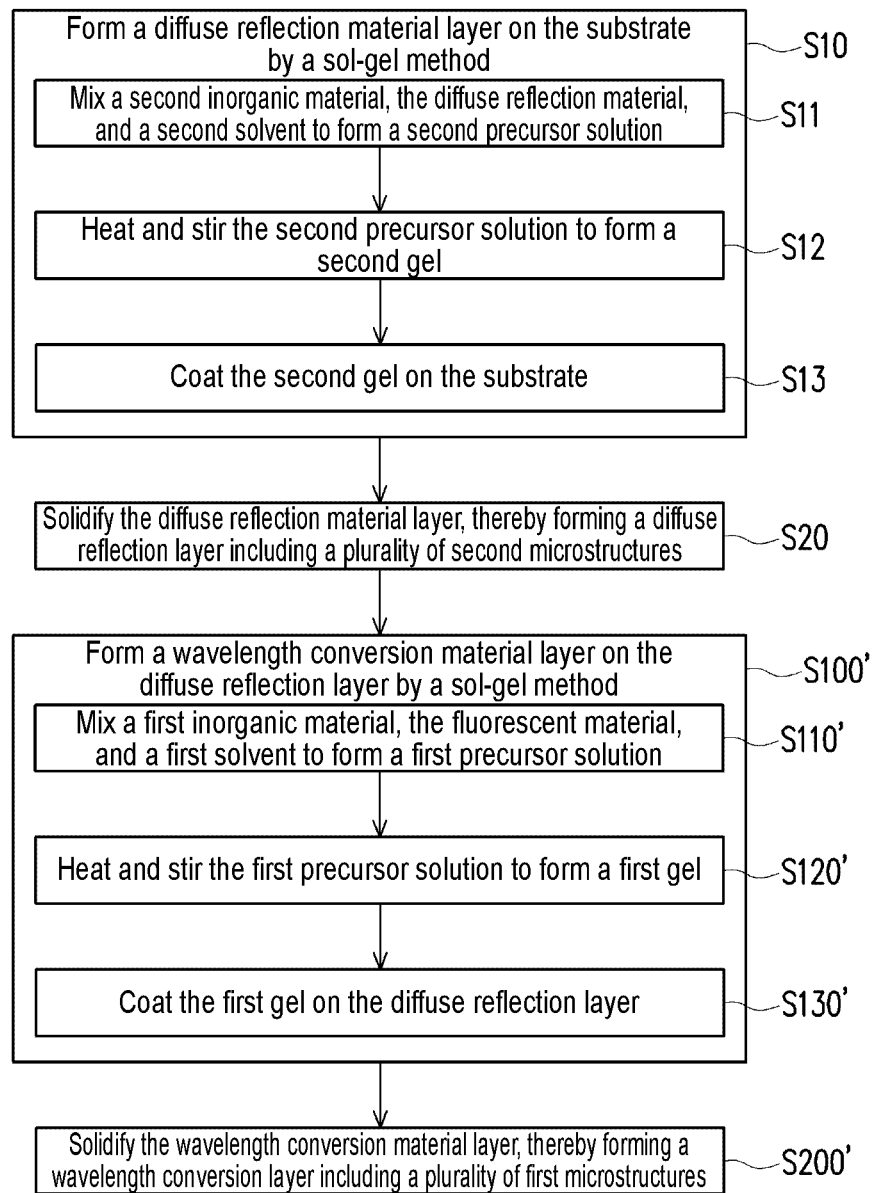 Form a diffuse reflection material layer on the substrate
by a sol-gel method
S10
Mix a second inorganic material, the diffuse reflection material,
and a second solvent to form a second precursor solution
S11
Heat and stir the second precursor solution to form a
second gel
S12
Coat the second gel on the substrate
S13
Solidify the diffuse reflection material layer, thereby forming a diffuse
reflection layer including a plurality of second microstructures
S20
Form a wavelength conversion material layer on the
diffuse reflection layer by a sol-gel method
S100'
Mix a first inorganic material, the fluorescent material,
and a first solvent to form a first precursor solution
S110'
Heat and stir the first precursor solution to form a first gel
S120'
Coat the first gel on the diffuse reflection layer
S130'
Solidify the wavelength conversion material layer, thereby forming a
wavelength conversion layer including a plurality of first microstructures
S200'